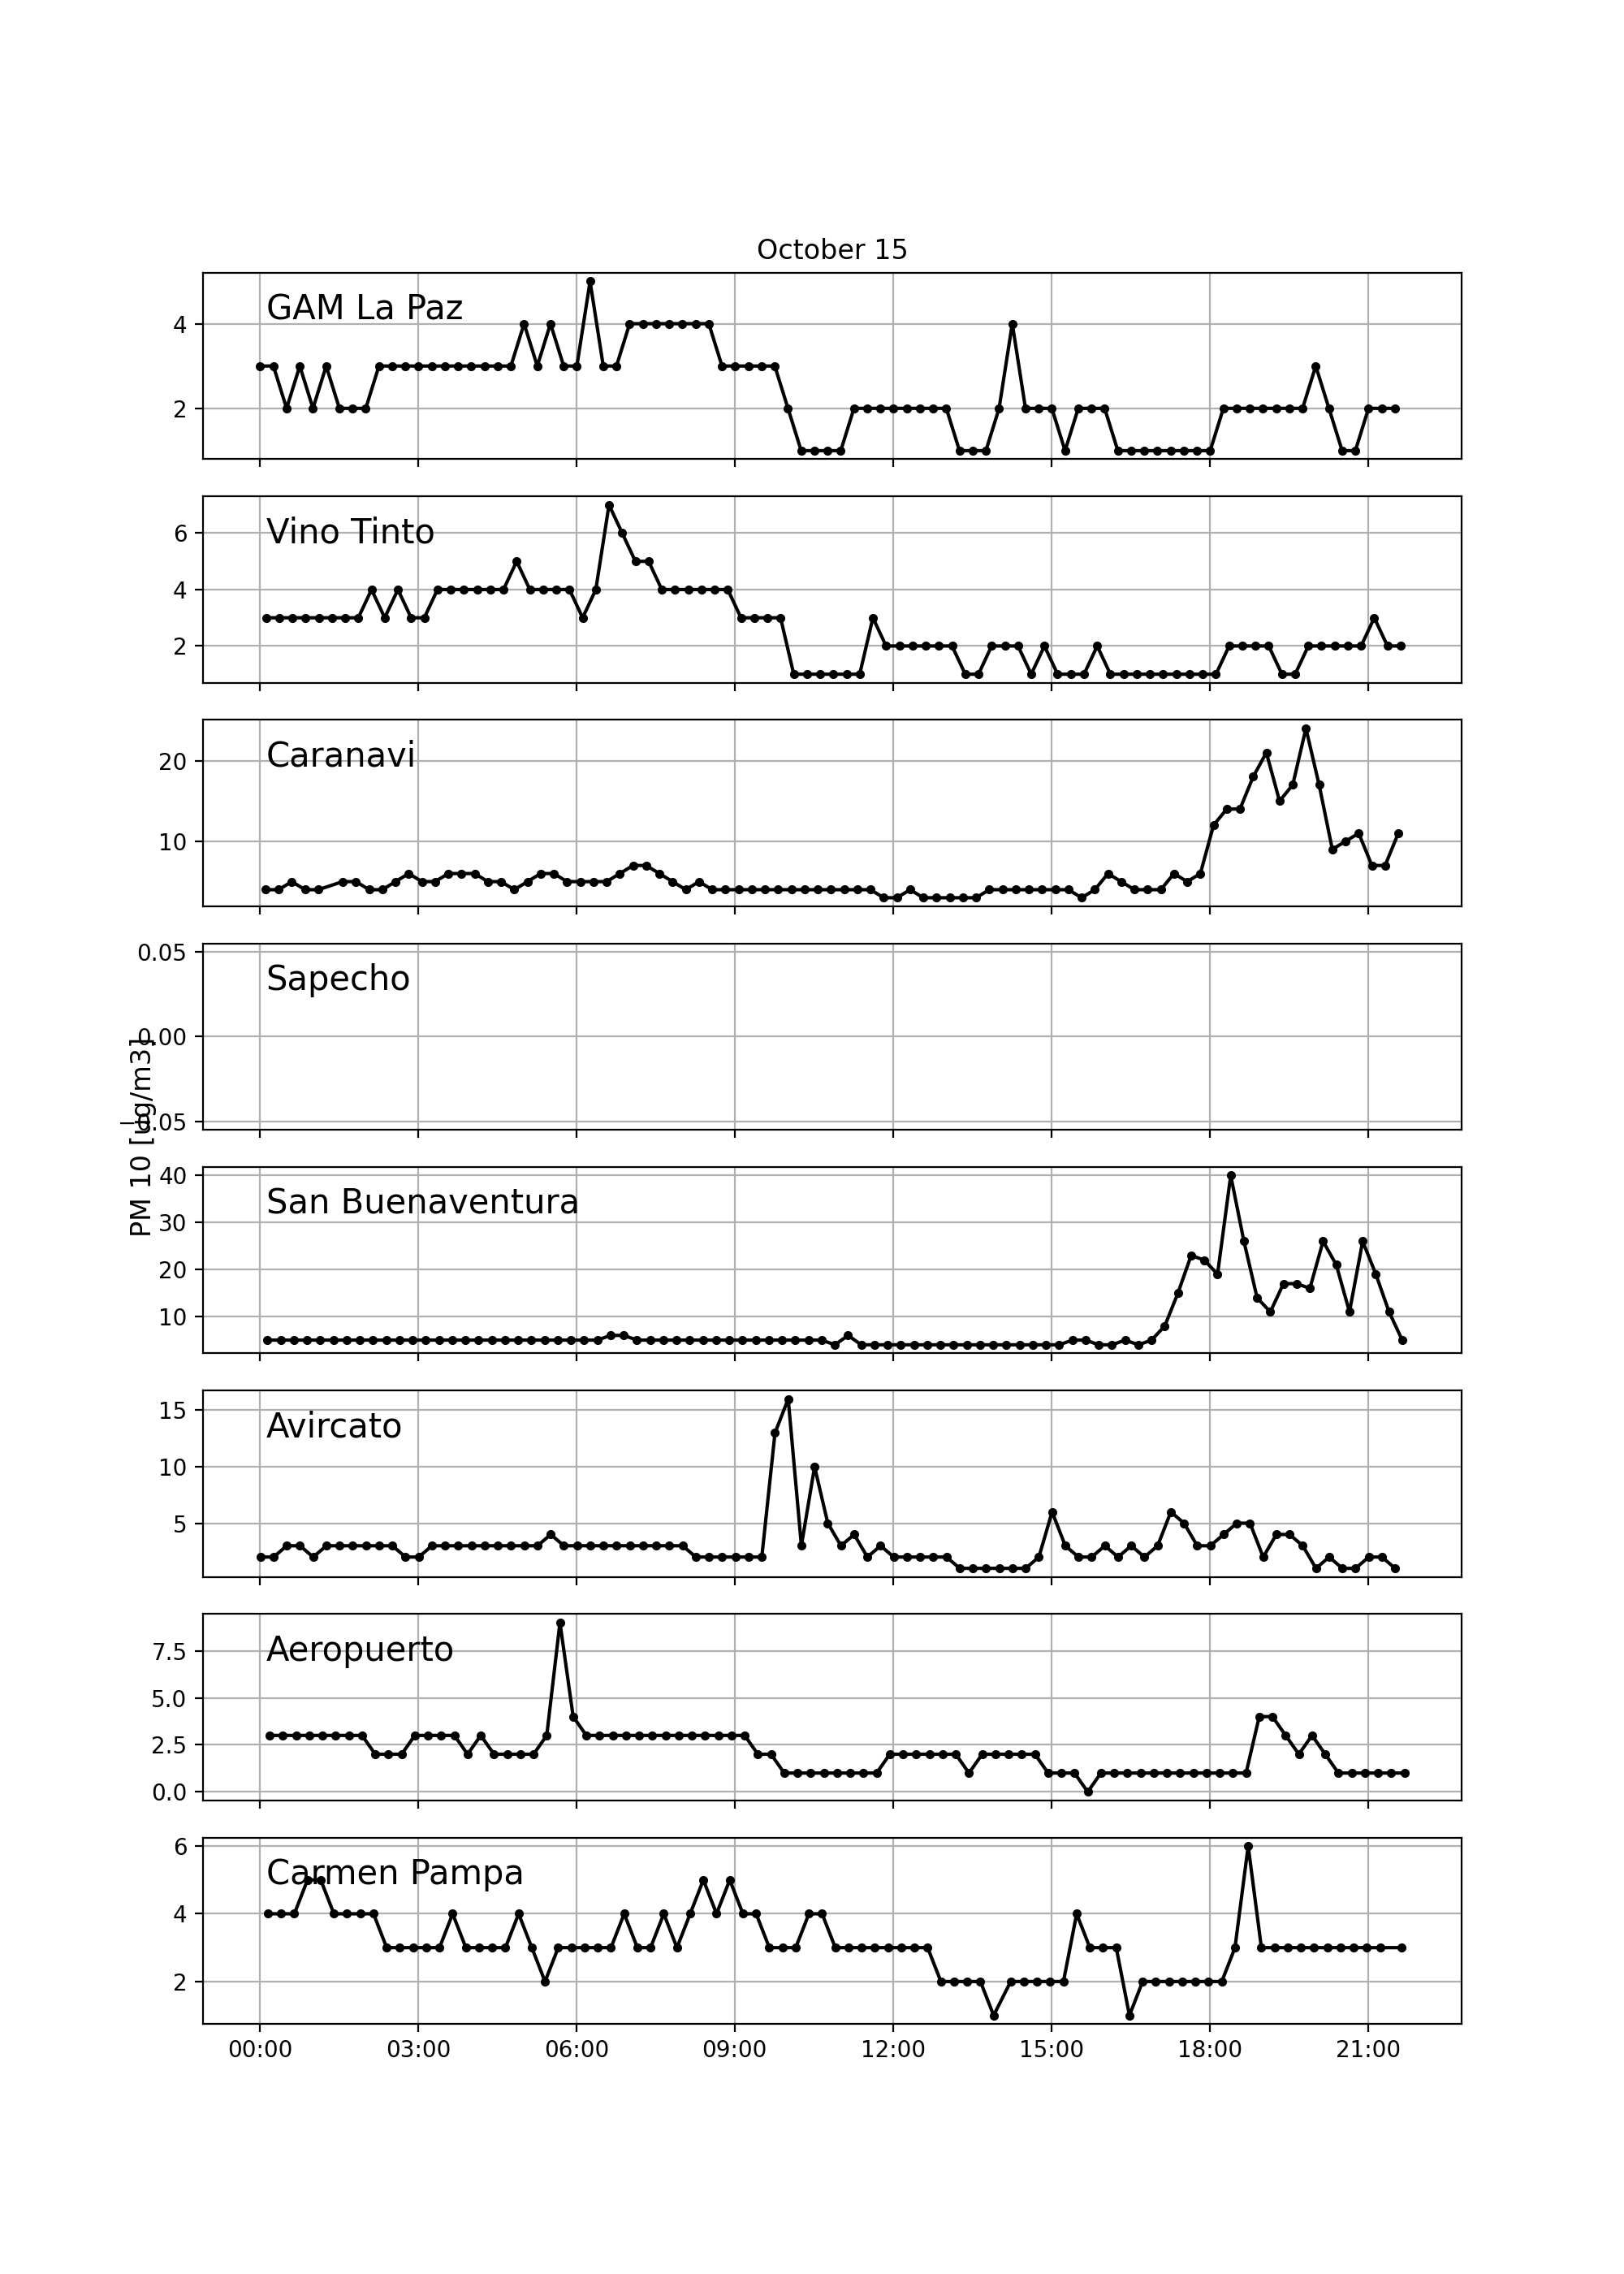 October 15
GAM La Paz
4
2
Vino Tinto
6
4
2
Caranavi
20
10
Sapecho
0.05
0.00
−0.05
PM 10 [µg/m3]
San Buenaventura
40
30
20
10
Avircato
15
10
5
Aeropuerto
7.5
5.0
2.5
0.0
Carmen Pampa
6
4
2
00:00 03:00 06:00 09:00 12:00 15:00 18:00 21:00